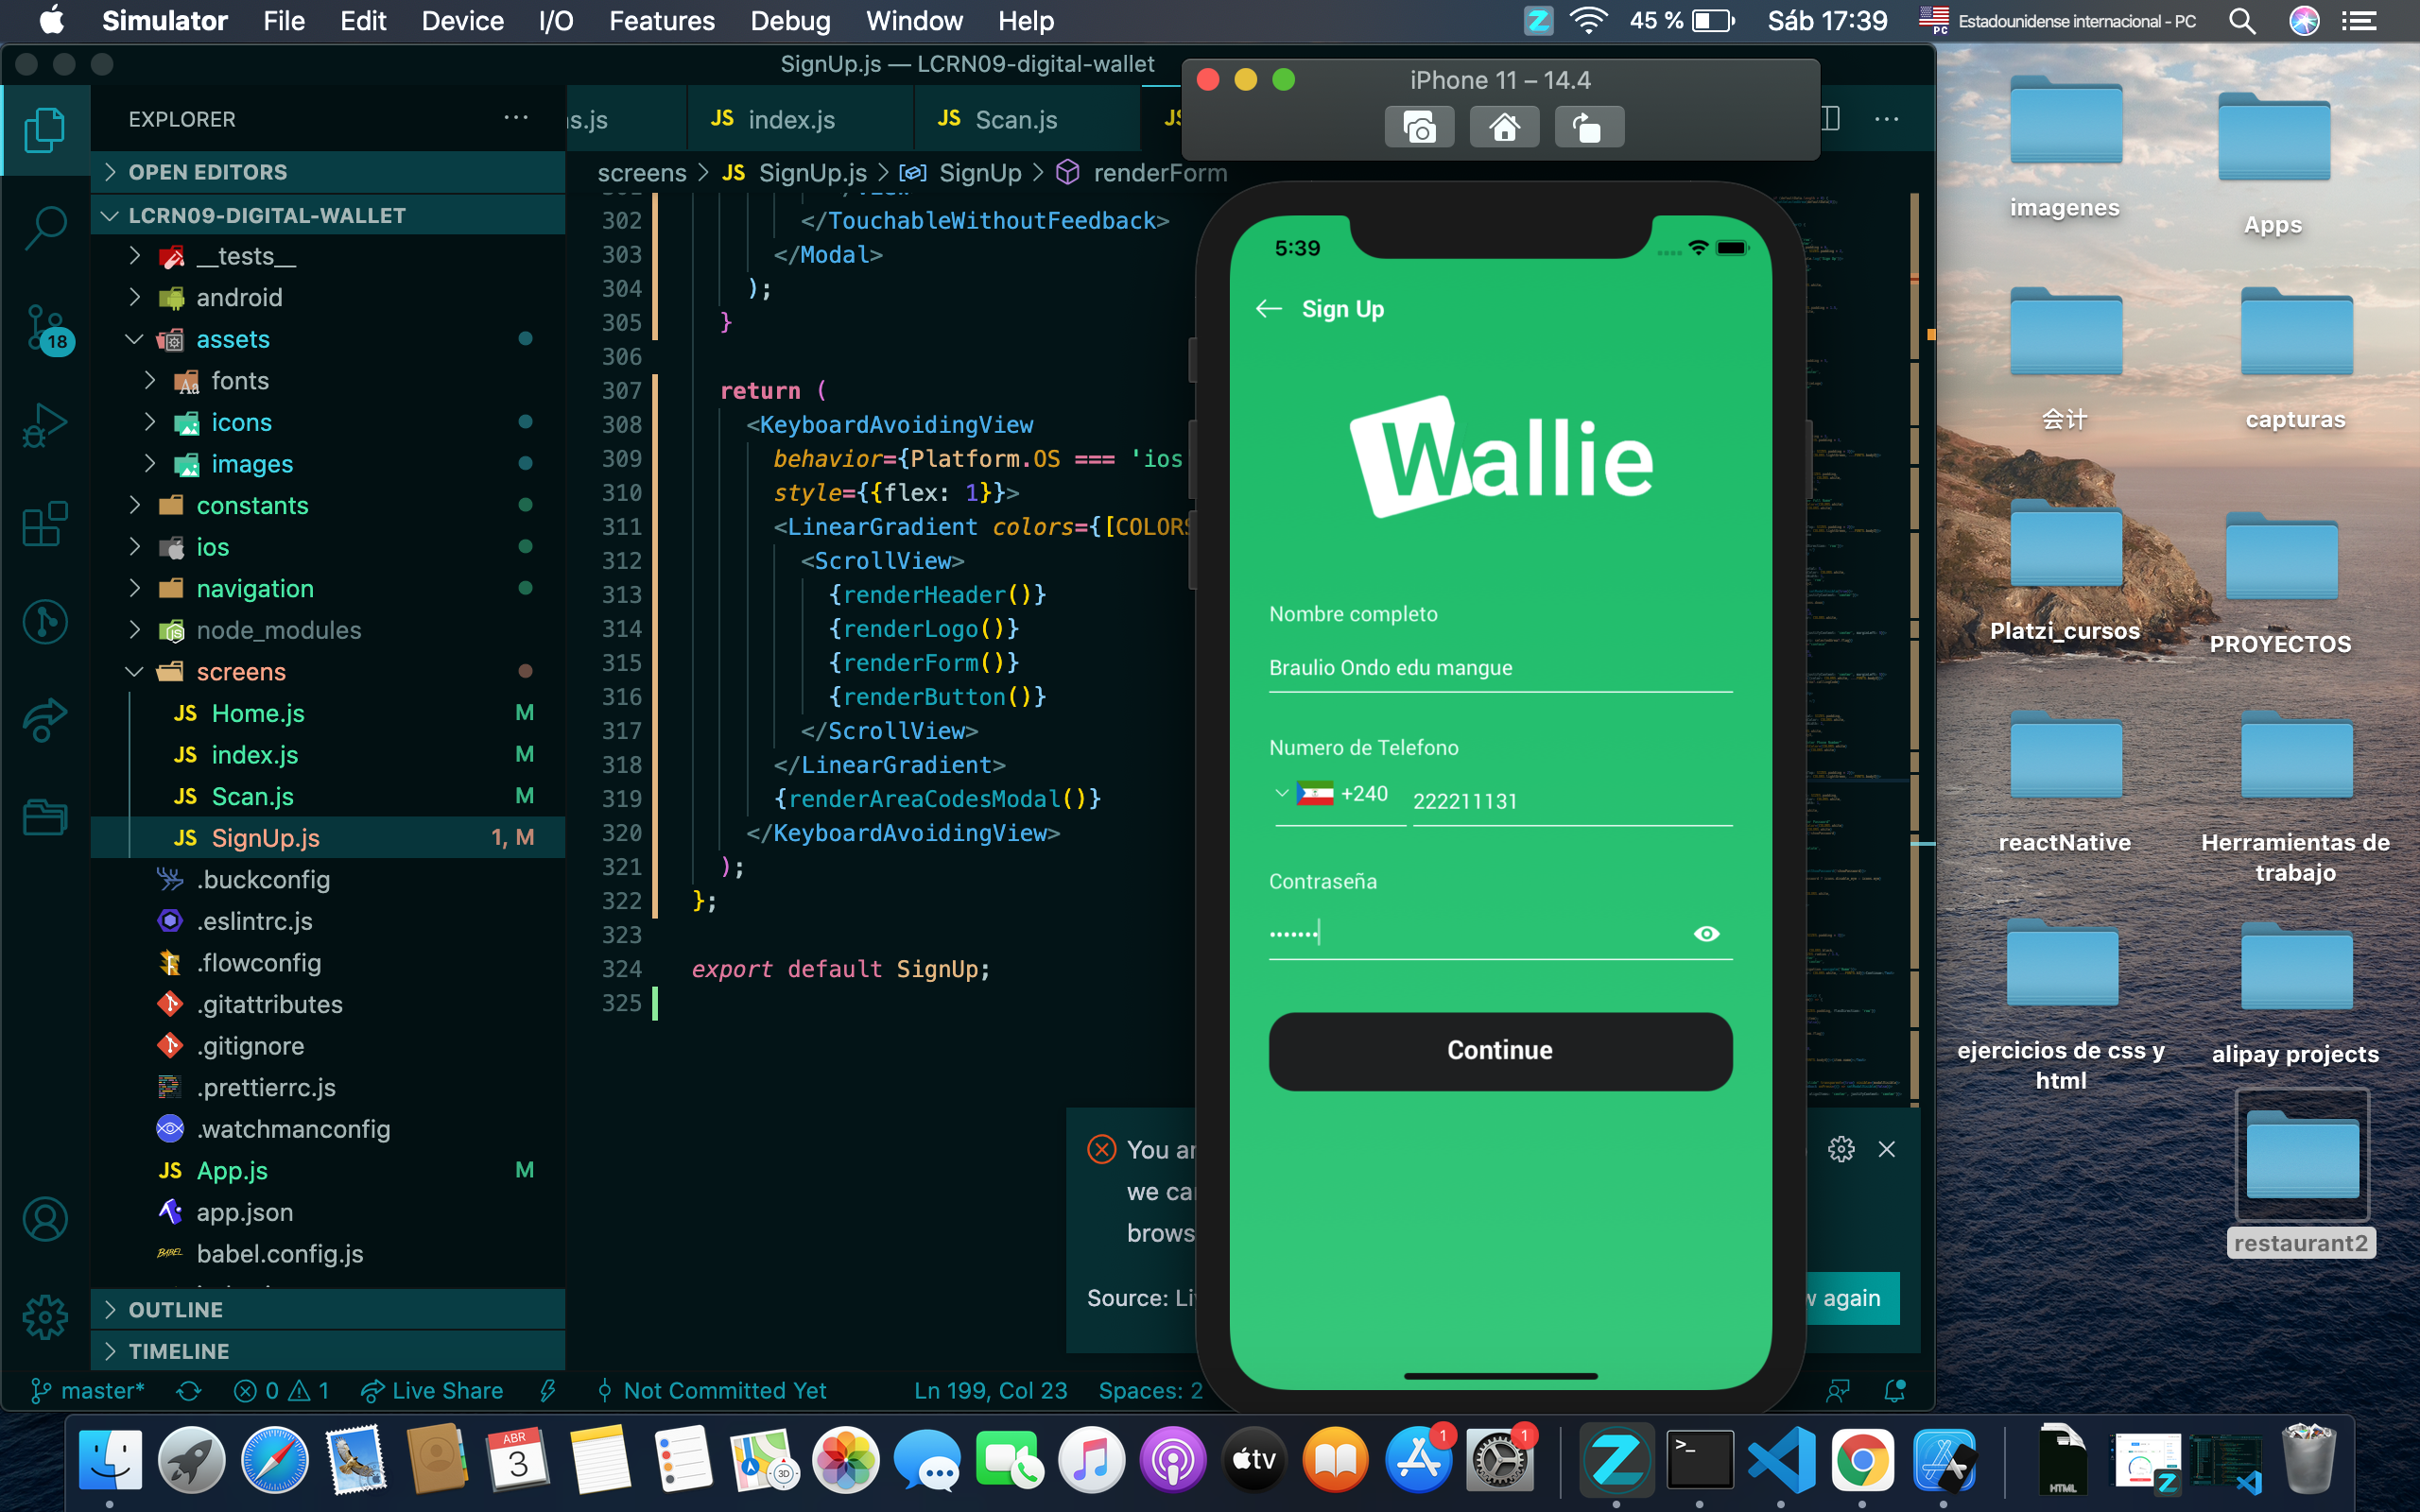 Simulator File Edit Device I/O Features Debug Window Help
45 % Sáb 17:39 PC Estadounidense internacional - PC
SignUp.js — LCRN09-digital-wallet
EXPLORER
OPEN EDITORS
LCRN09-DIGITAL-WALLET
__tests__
android
assets
fonts
icons
images
constants
ios
navigation
node_modules
screens
JS Home.js M
JS index.js M
JS Scan.js M
JS SignUp.js 1, M
.buckconfig
.eslintrc.js
.flowconfig
.gitattributes
.gitignore
.prettierrc.js
.watchmanconfig
JS App.js M
app.json
BABEL babel.config.js
OUTLINE
TIMELINE
18
s.js JS index.js JS Scan.js
screens > JS SignUp.js > SignUp > renderForm
302 </TouchableWithoutFeedback>
303 </Modal>
304 );
305 }
306
307 return (
308 <KeyboardAvoidingView
309 behavior={Platform.OS === 'ios
310 style={{flex: 1}}>
311 <LinearGradient colors={[COLORS
312 <ScrollView>
313 {renderHeader()}
314 {renderLogo()}
315 {renderForm()}
316 {renderButton()}
317 </ScrollView>
318 </LinearGradient>
319 {renderAreaCodesModal()}
320 </KeyboardAvoidingView>
321 );
322 };
323
324 export default SignUp;
325
You ar
we ca
brows
Source: Li
again
master* 0 1 Live Share Not Committed Yet Ln 199, Col 23 Spaces: 2
iPhone 11 – 14.4
5:39
Sign Up
Wallie
Nombre completo
Braulio Ondo edu mangue
Numero de Telefono
+240 222211131
Contraseña
•••••••
Continue
imagenes
Apps
会计
capturas
Platzi_cursos
PROYECTOS
reactNative
Herramientas de
trabajo
ejercicios de css y
html
alipay projects
restaurant2
ABR
3
3D
tv
1
1
HTML